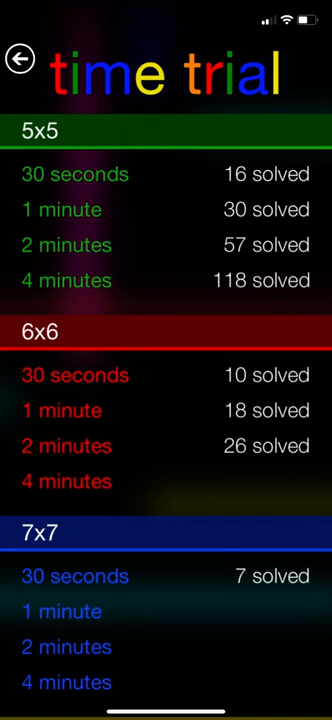 time trial
5x5
30 seconds 16 solved
1 minute 30 solved
2 minutes 57 solved
4 minutes 118 solved
6x6
30 seconds 10 solved
1 minute 18 solved
2 minutes 26 solved
4 minutes
7x7
30 seconds 7 solved
1 minute
2 minutes
4 minutes